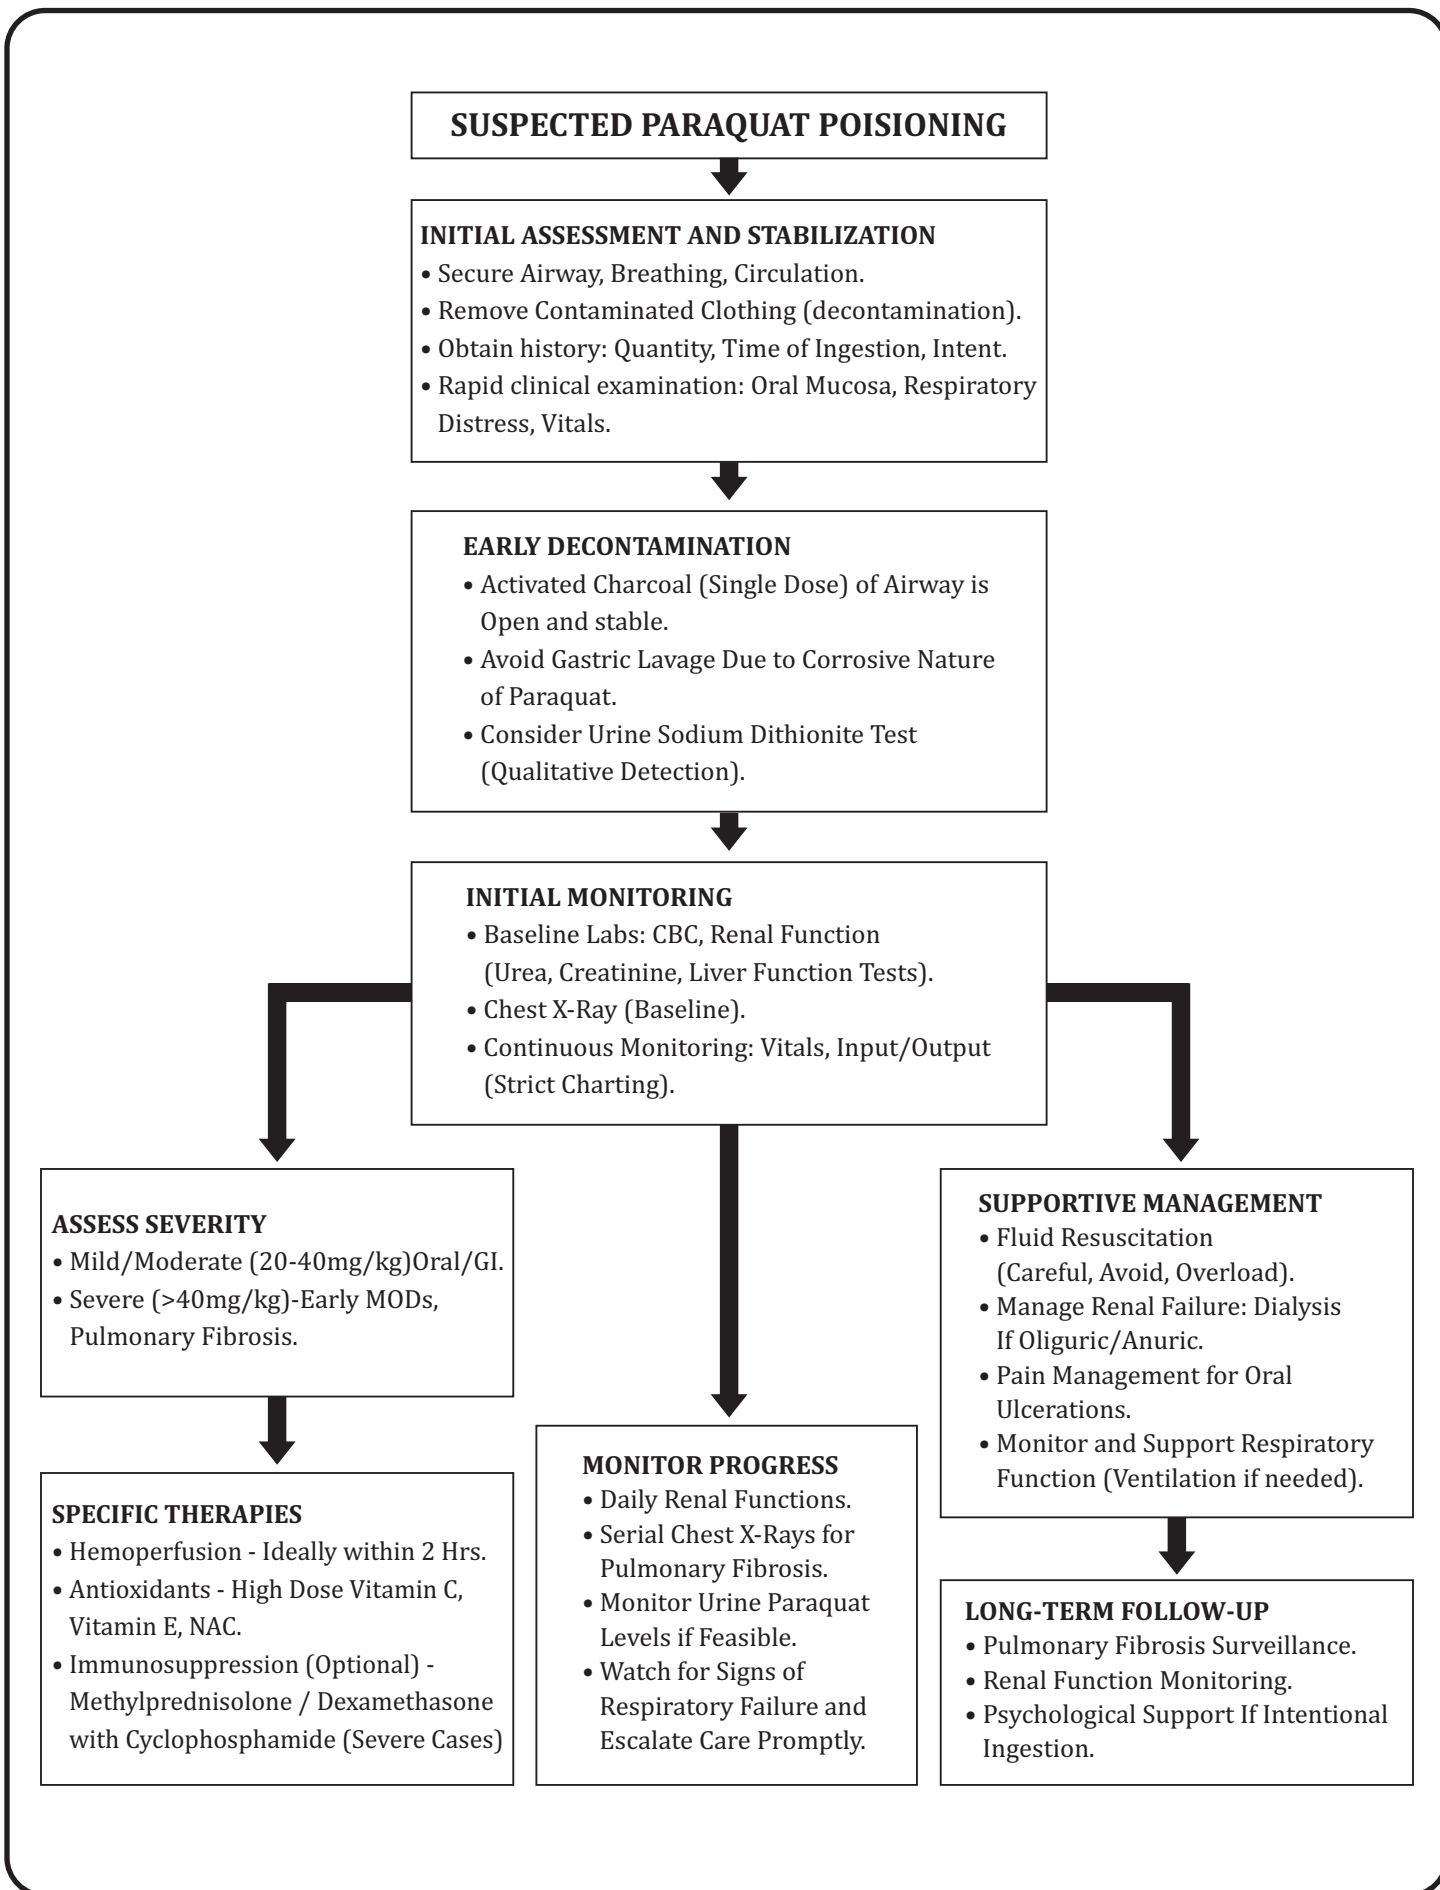 SUSPECTED PARAQUAT POISIONING
INITIAL ASSESSMENT AND STABILIZATION
• Secure Airway, Breathing, Circulation.
• Remove Contaminated Clothing (decontamination).
• Obtain history: Quantity, Time of Ingestion, Intent.
• Rapid clinical examination: Oral Mucosa, Respiratory
Distress, Vitals.
EARLY DECONTAMINATION
• Activated Charcoal (Single Dose) of Airway is
Open and stable.
• Avoid Gastric Lavage Due to Corrosive Nature
of Paraquat.
• Consider Urine Sodium Dithionite Test
(Qualitative Detection).
INITIAL MONITORING
• Baseline Labs: CBC, Renal Function
(Urea, Creatinine, Liver Function Tests).
• Chest X-Ray (Baseline).
• Continuous Monitoring: Vitals, Input/Output
(Strict Charting).
ASSESS SEVERITY
• Mild/Moderate (20-40mg/kg)Oral/GI.
• Severe (>40mg/kg)-Early MODs,
Pulmonary Fibrosis.
SPECIFIC THERAPIES
• Hemoperfusion - Ideally within 2 Hrs.
• Antioxidants - High Dose Vitamin C,
Vitamin E, NAC.
• Immunosuppression (Optional) -
Methylprednisolone / Dexamethasone
with Cyclophosphamide (Severe Cases)
MONITOR PROGRESS
• Daily Renal Functions.
• Serial Chest X-Rays for
Pulmonary Fibrosis.
• Monitor Urine Paraquat
Levels if Feasible.
• Watch for Signs of
Respiratory Failure and
Escalate Care Promptly.
SUPPORTIVE MANAGEMENT
• Fluid Resuscitation
(Careful, Avoid, Overload).
• Manage Renal Failure: Dialysis
If Oliguric/Anuric.
• Pain Management for Oral
Ulcerations.
• Monitor and Support Respiratory
Function (Ventilation if needed).
LONG-TERM FOLLOW-UP
• Pulmonary Fibrosis Surveillance.
• Renal Function Monitoring.
• Psychological Support If Intentional
Ingestion.